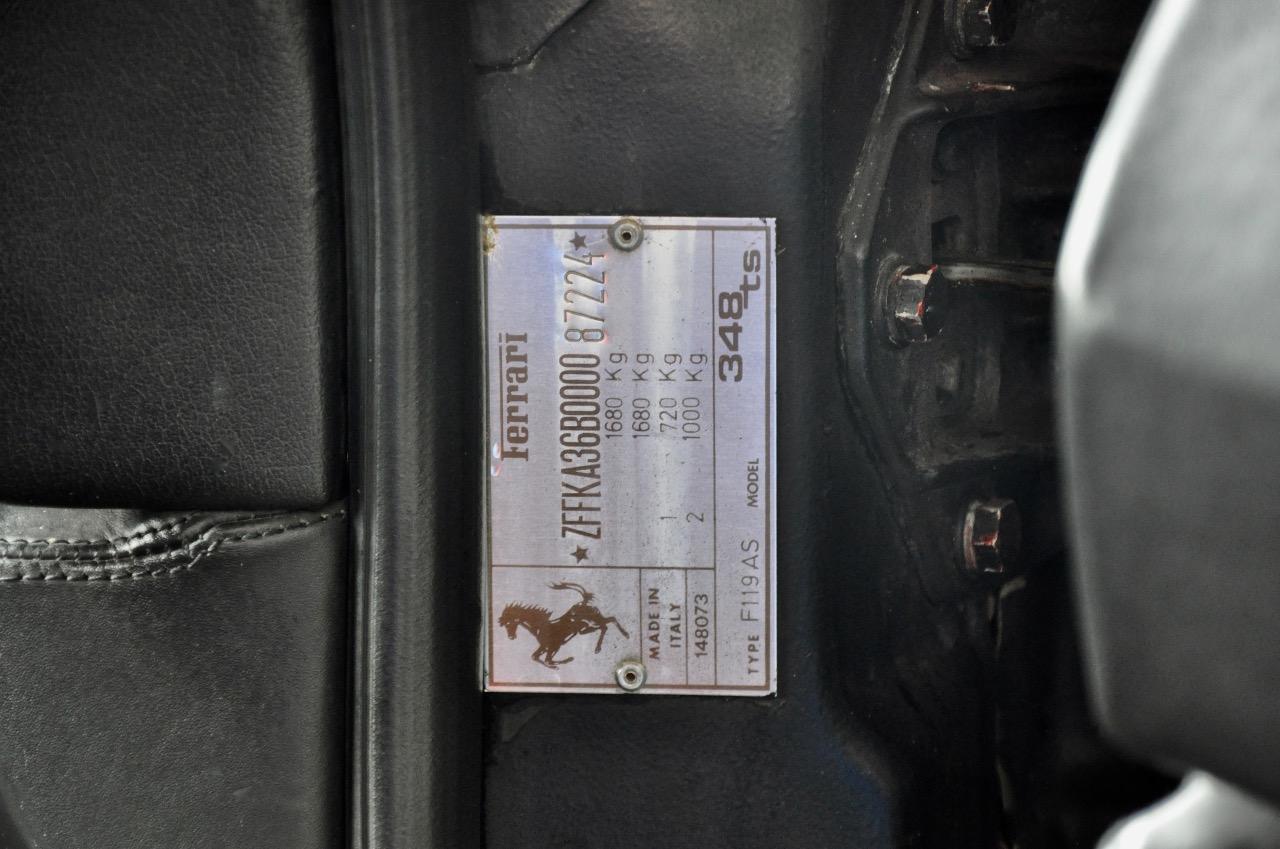 Ferrari
★ ZFFKA36B000087224 ★
1680 Kg
1680 Kg
1 720 Kg
2 1000 Kg
MADE IN
ITALY
148073
TYPE F119AS MODEL 348ts